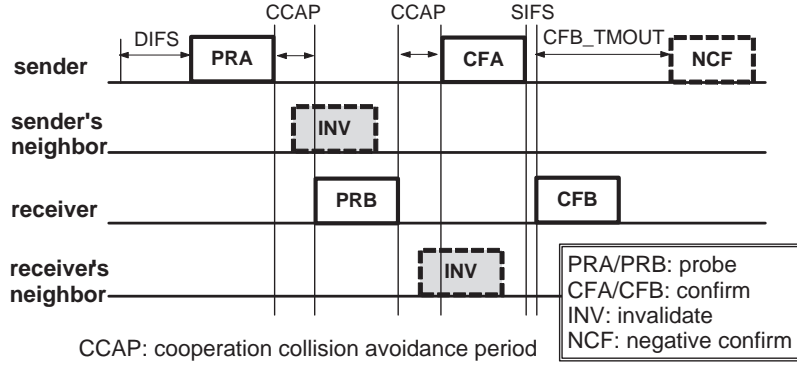 CCAP CCAP SIFS
DIFS CFB_TMOUT
sender PRA CFA NCF
sender's
neighbor
INV
receiver PRB CFB
receiver's
neighbor
INV
PRA/PRB: probe
CFA/CFB: confirm
INV: invalidate
NCF: negative confirm
CCAP: cooperation collision avoidance period